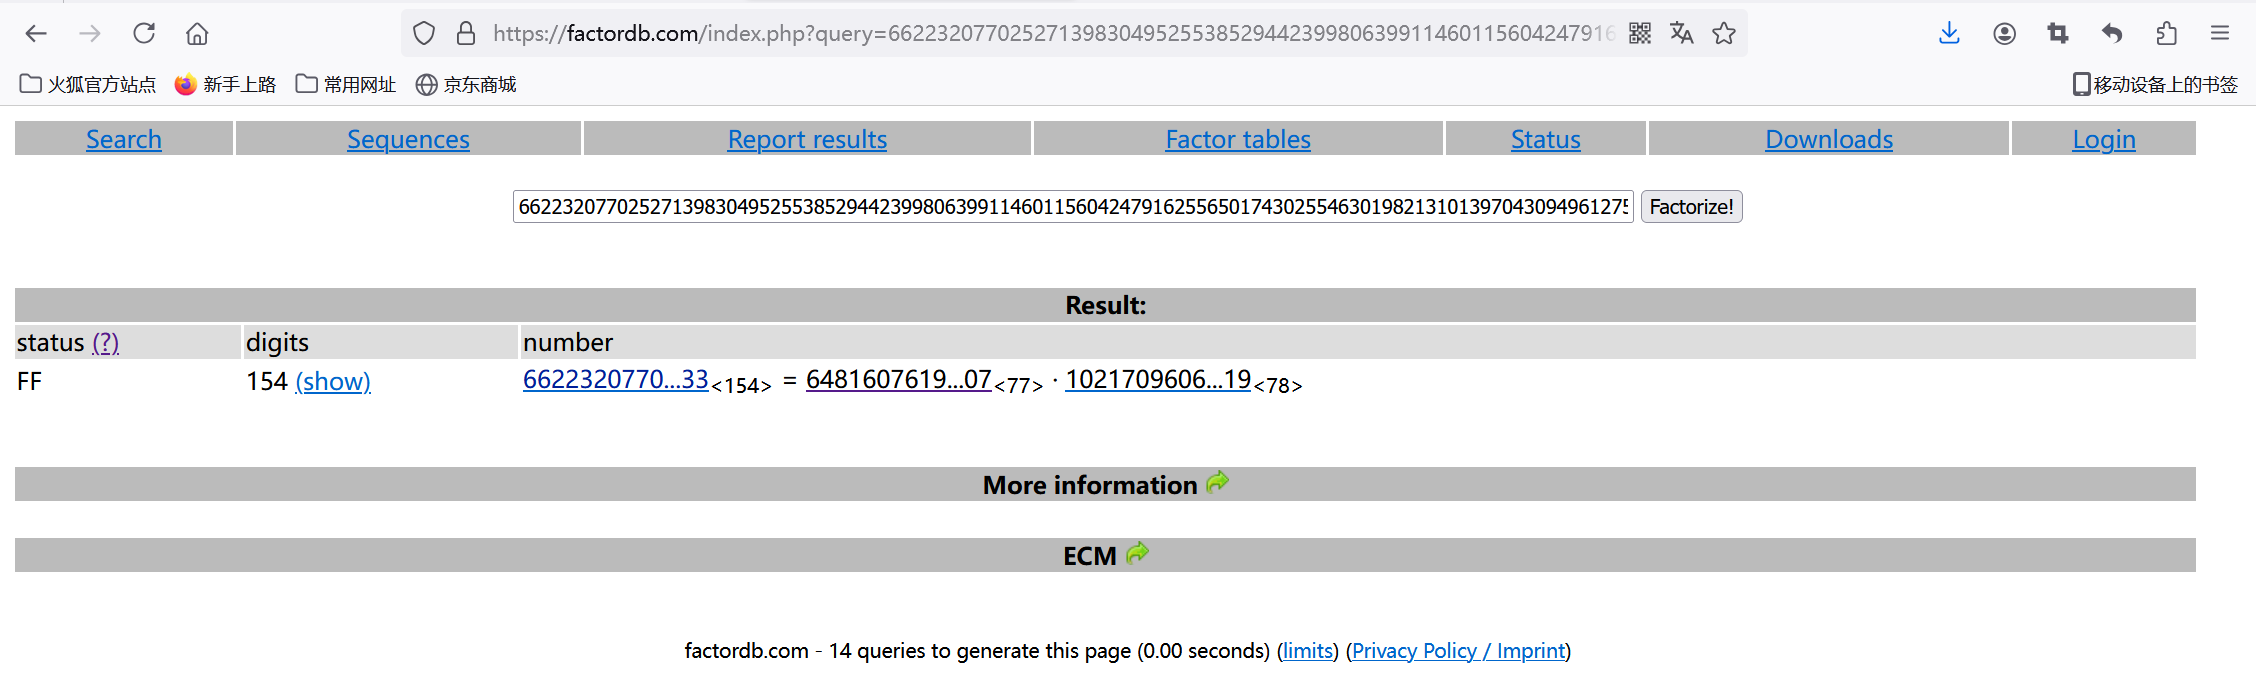 https://factordb.com/index.php?query=66223207702527139830495255385294423998063991146011560424791​6
火狐官方站点 新手上路 常用网址 京东商城 移动设备上的书签
Search Sequences Report results Factor tables Status Downloads Login
66223207702527139830495255385294423998063991146011560424791625565017430255463019821310139704309496127​5 Factorize!
Result:
status (?) digits number
FF 154 (show) 6622320770...33<154> = 6481607619...07<77> · 1021709606...19<78>
More information
ECM
factordb.com - 14 queries to generate this page (0.00 seconds) (limits) (Privacy Policy / Imprint)